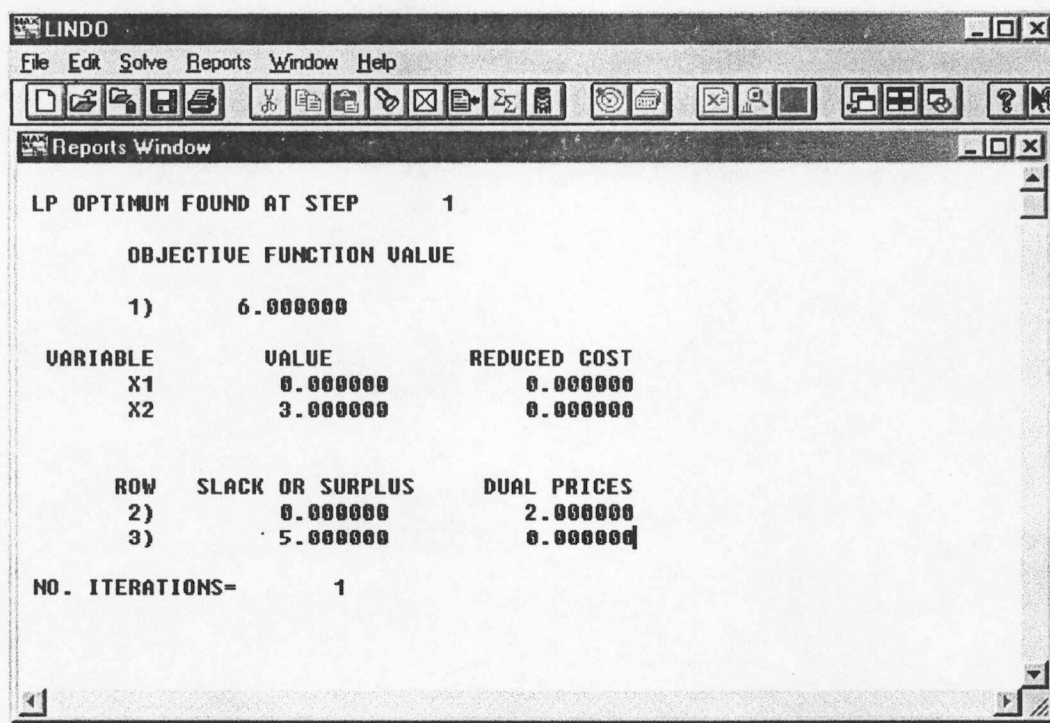 LINDO
File Edit Solve Reports Window Help
Reports Window
LP OPTIMUM FOUND AT STEP 1
OBJECTIVE FUNCTION VALUE
1) 6.000000
VARIABLE VALUE REDUCED COST
X1 0.000000 0.000000
X2 3.000000 0.000000
ROW SLACK OR SURPLUS DUAL PRICES
2) 0.000000 2.000000
3) 5.000000 0.000000
NO. ITERATIONS= 1